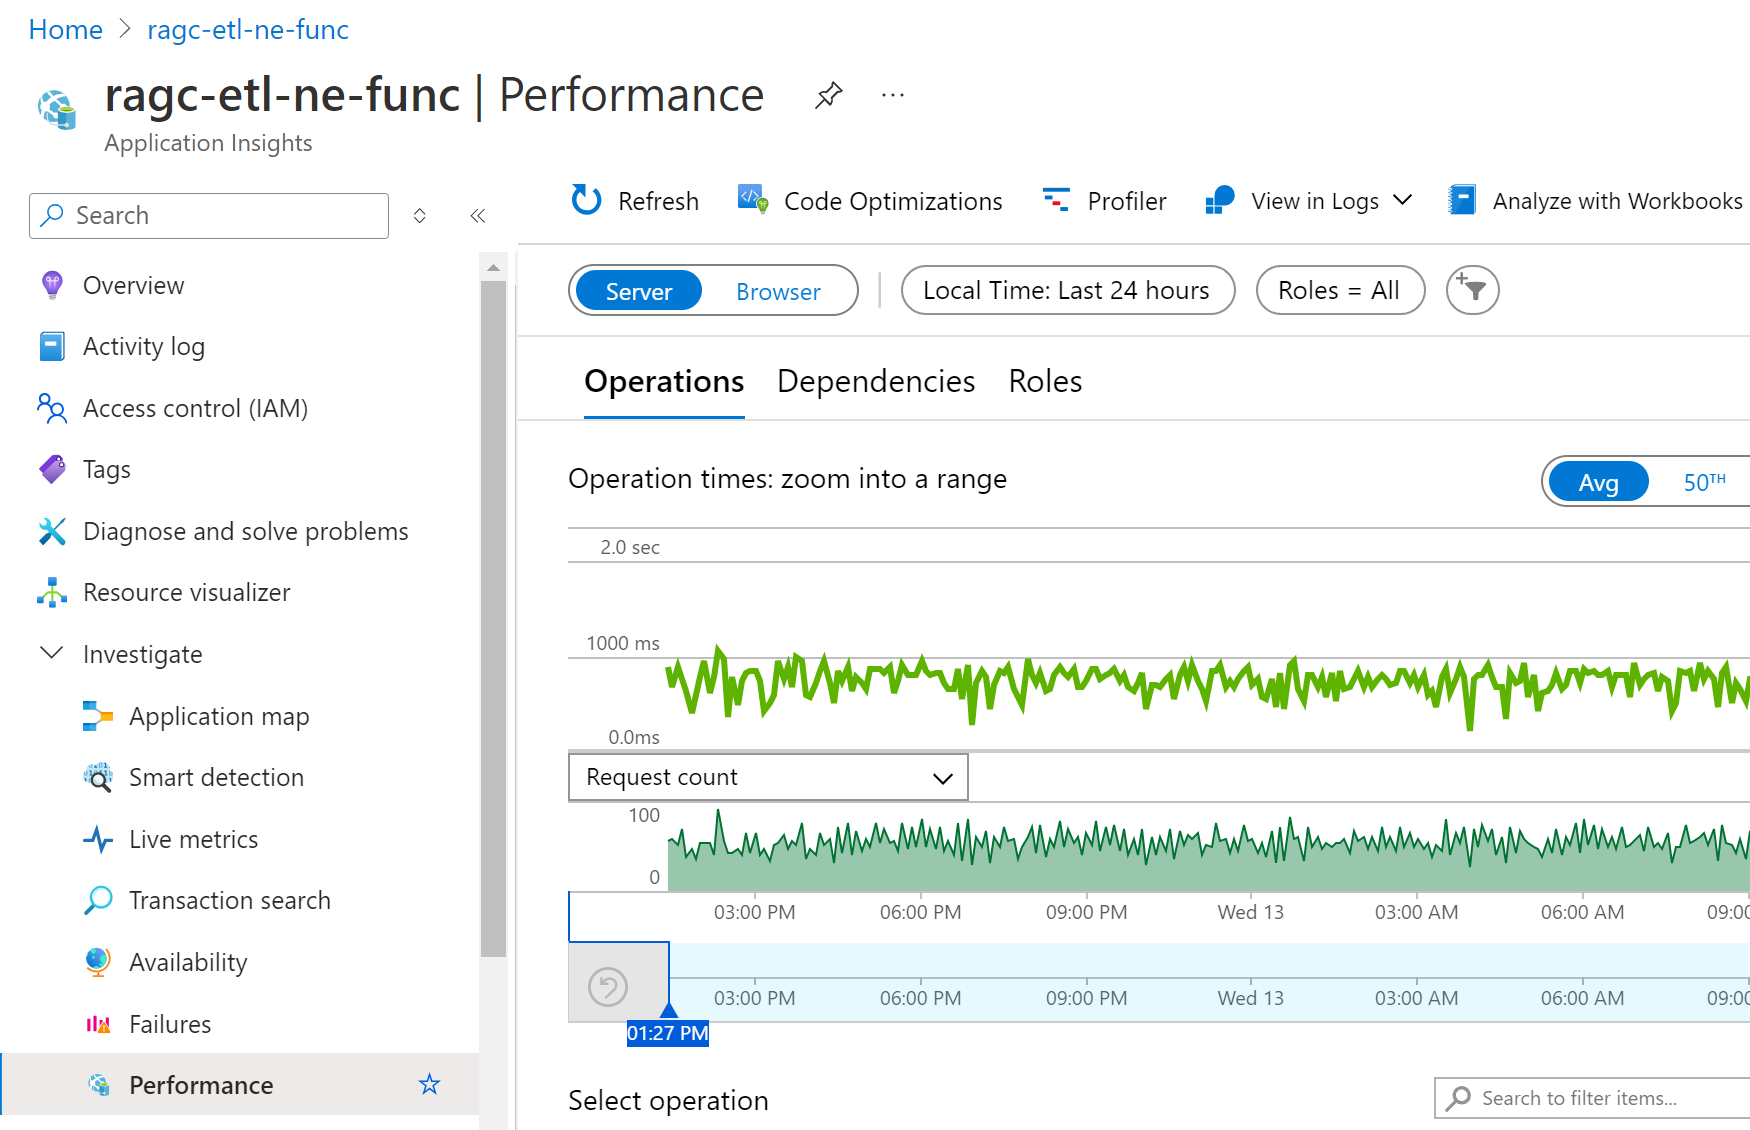 Home > ragc-etl-ne-func
ragc-etl-ne-func | Performance ...
Application Insights
Search
Overview
Activity log
Access control (IAM)
Tags
Diagnose and solve problems
Resource visualizer
Investigate
Application map
Smart detection
Live metrics
Transaction search
Availability
Failures
Performance
Refresh Code Optimizations Profiler View in Logs Analyze with Workbooks
Server Browser Local Time: Last 24 hours Roles = All
Operations Dependencies Roles
Operation times: zoom into a range Avg 50TH
2.0 sec
1000 ms
0.0ms
Request count
100
0
03:00 PM 06:00 PM 09:00 PM Wed 13 03:00 AM 06:00 AM 09:00
03:00 PM 06:00 PM 09:00 PM Wed 13 03:00 AM 06:00 AM 09:00
01:27 PM
Select operation Search to filter items...